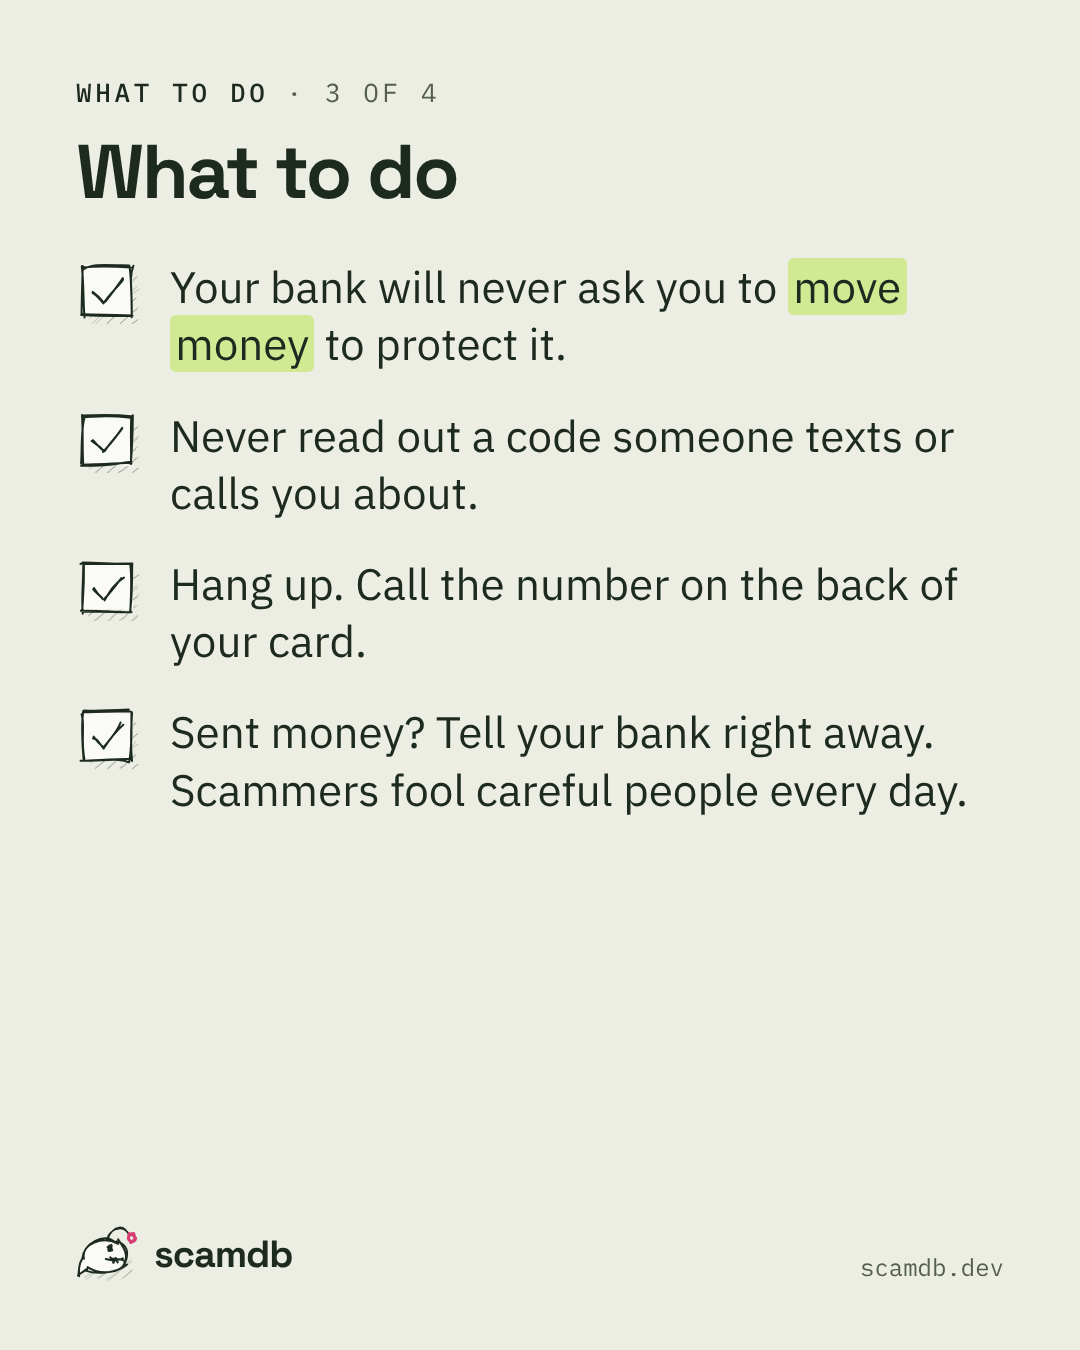 WHAT TO DO · 3 OF 4
What to do
Your bank will never ask you to move
money to protect it.
Never read out a code someone texts or
calls you about.
Hang up. Call the number on the back of
your card.
Sent money? Tell your bank right away.
Scammers fool careful people every day.
scamdb
scamdb.dev